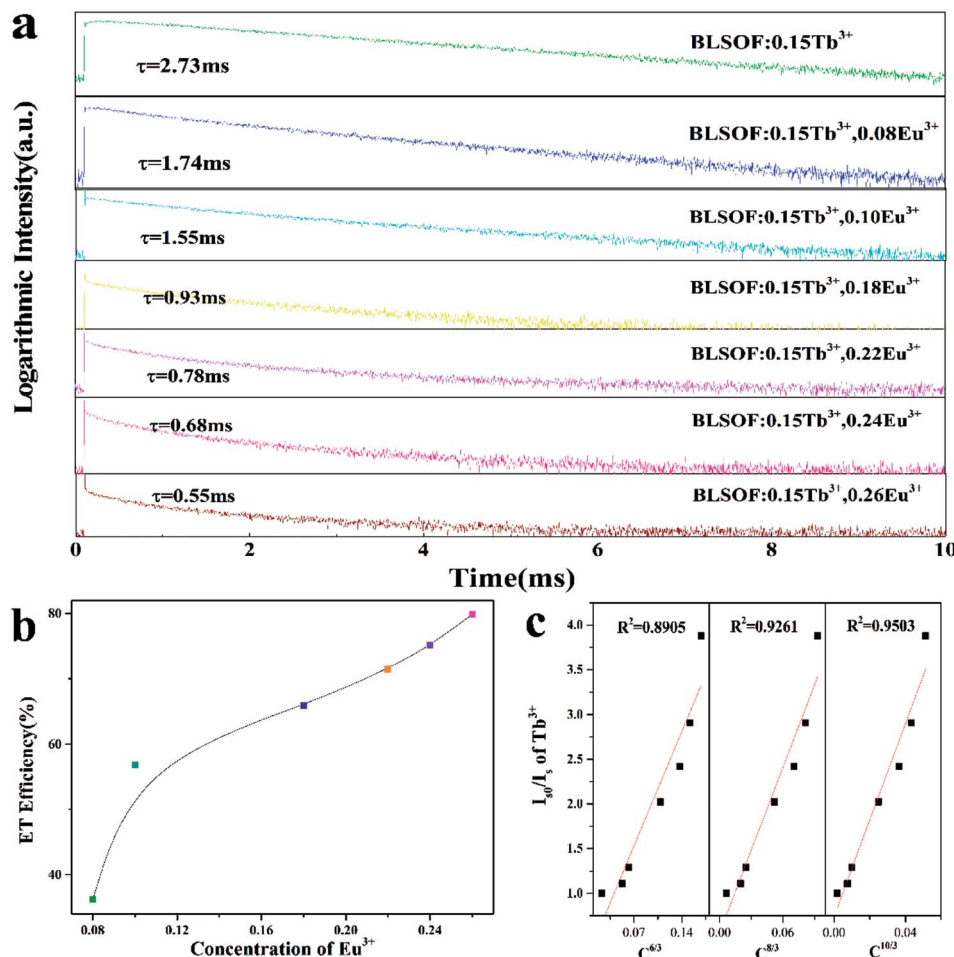 a
Logarithmic Intensity(a.u.)
τ=2.73ms
BLSOF:0.15Tb³⁺
τ=1.74ms
BLSOF:0.15Tb³⁺,0.08Eu³⁺
τ=1.55ms
BLSOF:0.15Tb³⁺,0.10Eu³⁺
τ=0.93ms
BLSOF:0.15Tb³⁺,0.18Eu³⁺
τ=0.78ms
BLSOF:0.15Tb³⁺,0.22Eu³⁺
τ=0.68ms
BLSOF:0.15Tb³⁺,0.24Eu³⁺
τ=0.55ms
BLSOF:0.15Tb³⁺,0.26Eu³⁺
0 2 4 6 8 10
Time(ms)
b
ET Efficiency(%)
80
60
40
0.08 0.12 0.16 0.20 0.24
Concentration of Eu³⁺
c
Iₛ₀/Iₛ of Tb³⁺
4.0
3.5
3.0
2.5
2.0
1.5
1.0
R²=0.8905 R²=0.9261 R²=0.9503
0.07 0.14 0.00 0.06 0.00 0.04
C⁶ᐟ³ C⁸ᐟ³ C¹⁰ᐟ³